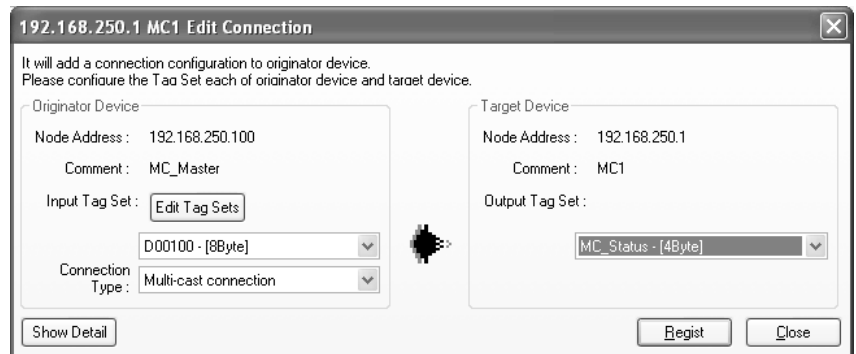 192.168.250.1 MC1 Edit Connection
It will add a connection configuration to originator device.
Please configure the Tag Set each of originator device and target device.
Originator Device
Node Address : 192.168.250.100
Comment : MC_Master
Input Tag Set : Edit Tag Sets
D00100 - [8Byte]
Connection Type : Multi-cast connection
Target Device
Node Address : 192.168.250.1
Comment : MC1
Output Tag Set :
MC_Status - [4Byte]
Show Detail
Regist
Close